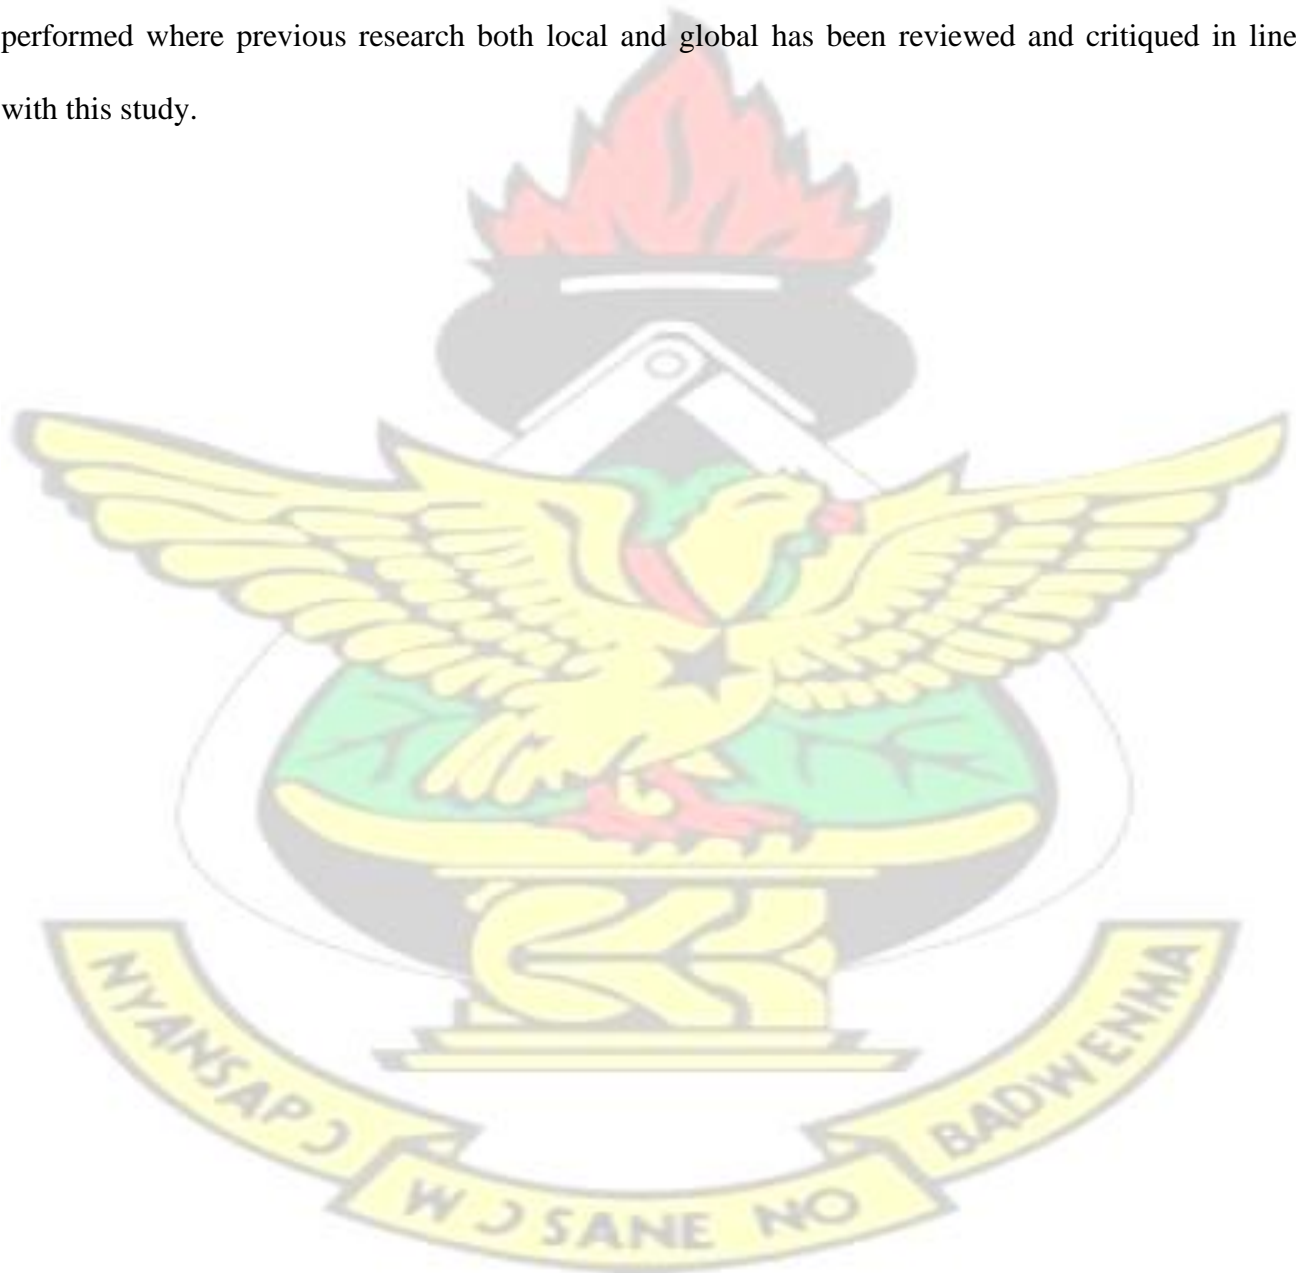 performed where previous research both local and global has been reviewed and critiqued in line
with this study.
NYANSAPƆ
WƆ SANE NO
BADWENMA